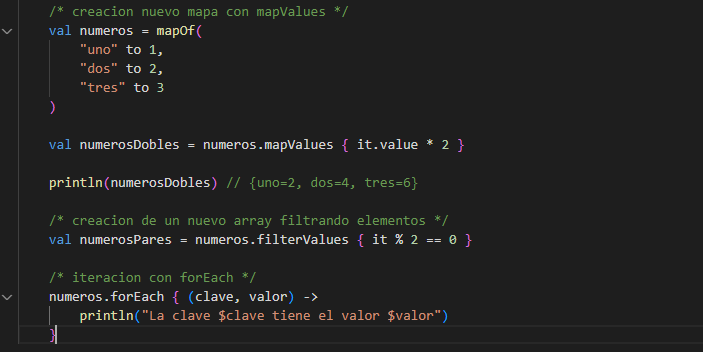 /* creacion nuevo mapa con mapValues */
val numeros = mapOf(
"uno" to 1,
"dos" to 2,
"tres" to 3
)
val numerosDobles = numeros.mapValues { it.value * 2 }
println(numerosDobles) // {uno=2, dos=4, tres=6}
/* creacion de un nuevo array filtrando elementos */
val numerosPares = numeros.filterValues { it % 2 == 0 }
/* iteracion con forEach */
numeros.forEach { (clave, valor) ->
println("La clave $clave tiene el valor $valor")
}